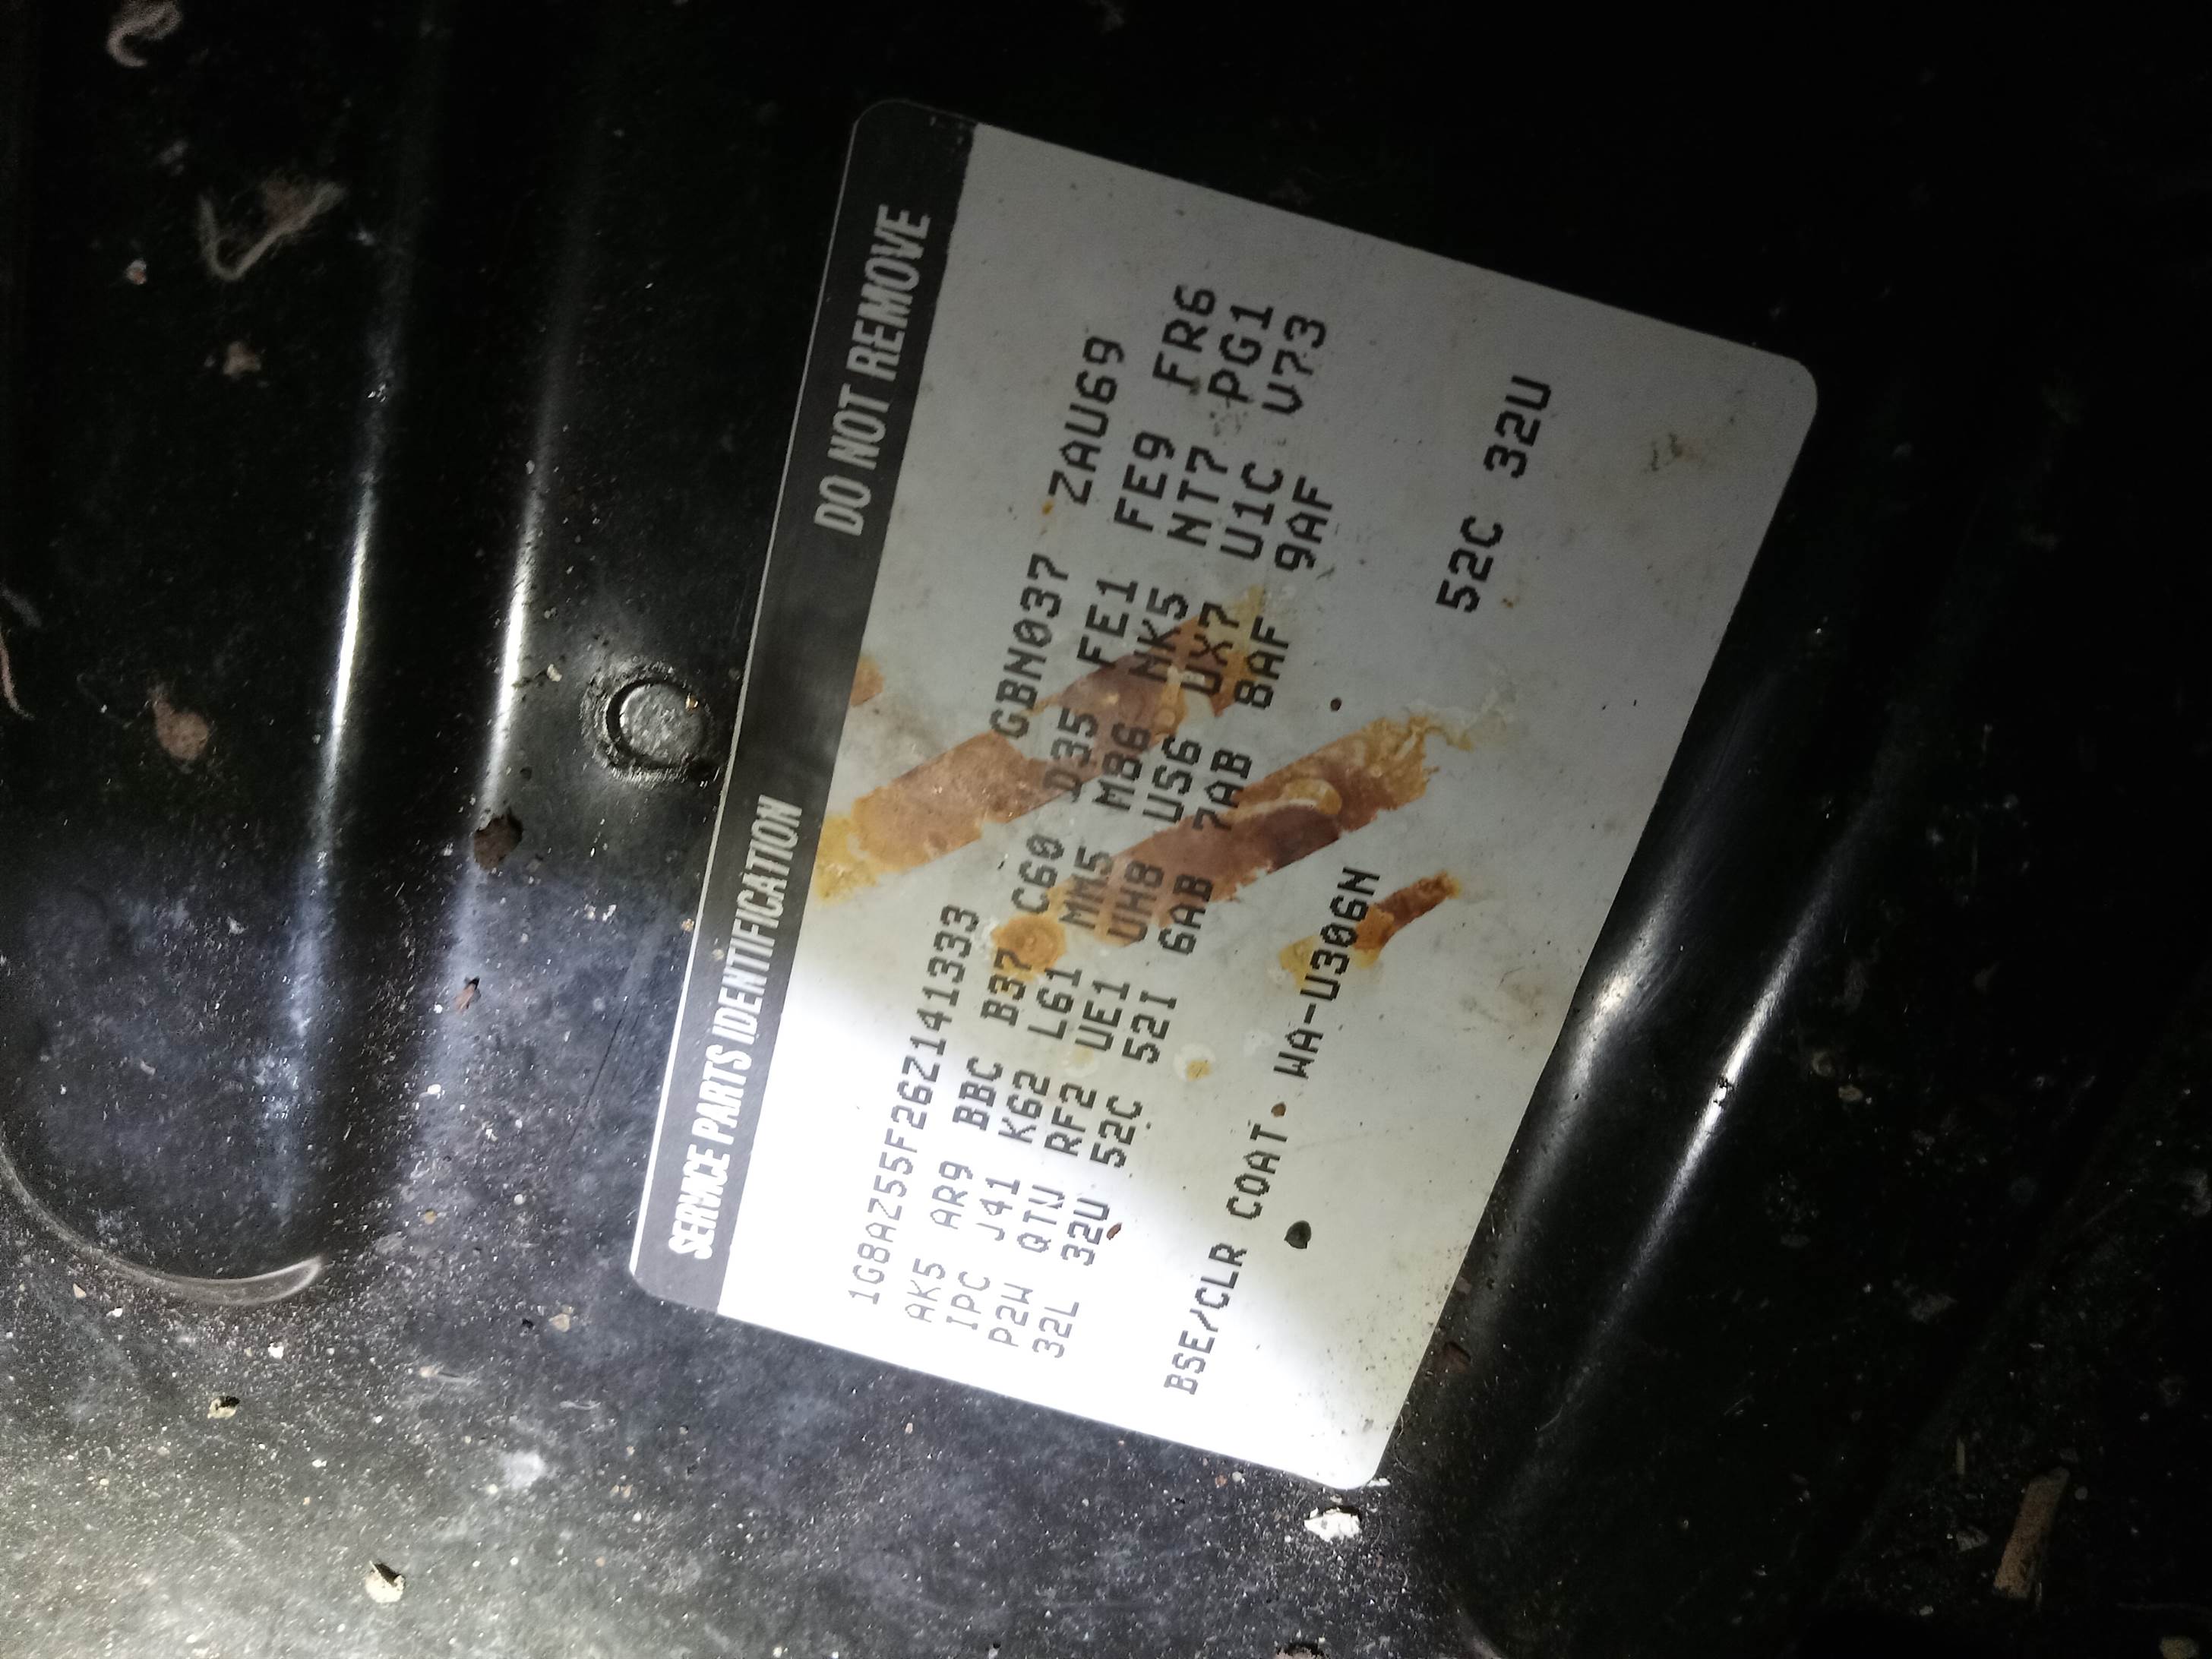 SERVICE PARTS IDENTIFICATION DO NOT REMOVE
1G8AZ55F26Z141333 GBN037 ZAU69
AK5 AR9 BBC B37 C60 D35 FE1 FE9 FR6
IPC J41 K62 L61 MM5 M86 NK5 NT7 PG1
P2W QTW RF2 UE1 UH8 US6 UX7 U1C V73
32L 32U 52C 52I 6AB 7AB 8AF 9AF
BSE/CLR COAT WA-U306N 52C 32U